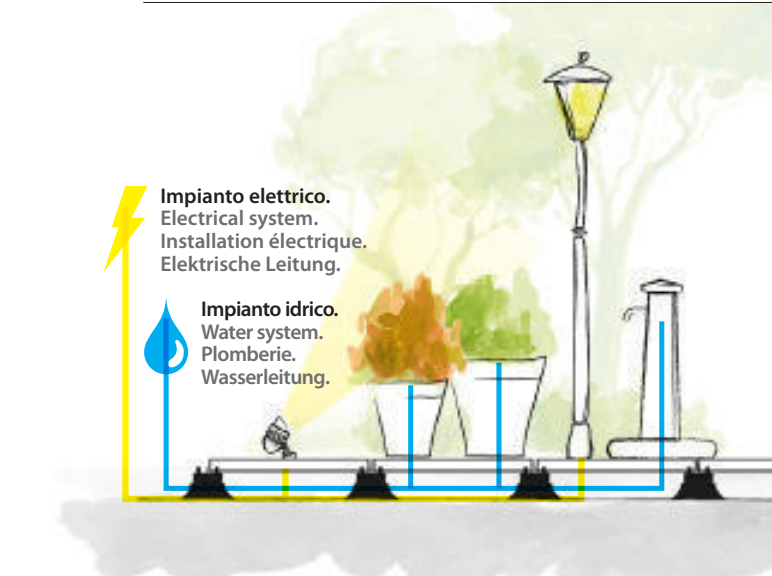 Impianto elettrico.
Electrical system.
Installation électrique.
Elektrische Leitung.
Impianto idrico.
Water system.
Plomberie.
Wasserleitung.